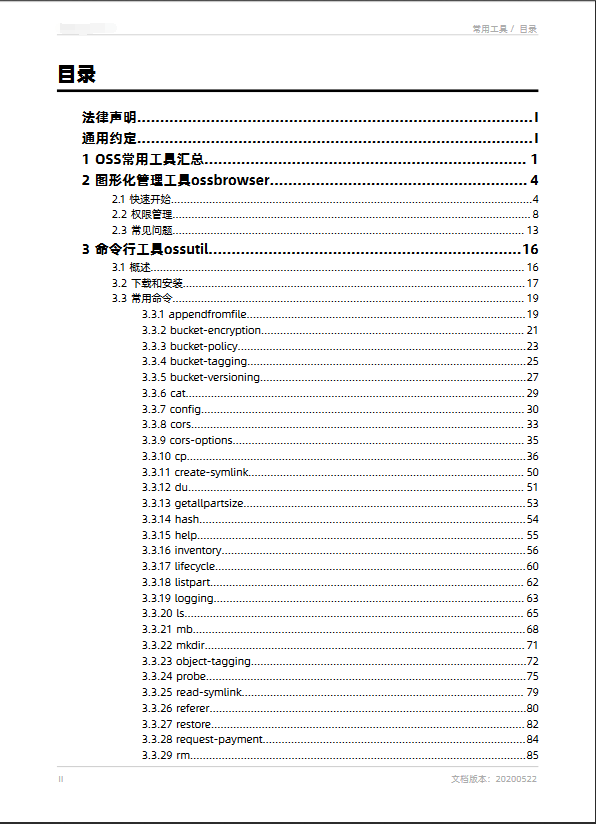 常用工具 / 目录
目录
法律声明....................I
通用约定....................I
1 OSS常用工具汇总.................... 1
2 图形化管理工具ossbrowser.................... 4
2.1 快速开始....................4
2.2 权限管理....................8
2.3 常见问题.................... 13
3 命令行工具ossutil....................16
3.1 概述.................... 16
3.2 下载和安装....................17
3.3 常用命令....................19
3.3.1 appendfromfile....................19
3.3.2 bucket-encryption.................... 21
3.3.3 bucket-policy....................23
3.3.4 bucket-tagging....................25
3.3.5 bucket-versioning....................27
3.3.6 cat....................29
3.3.7 config.................... 30
3.3.8 cors.................... 33
3.3.9 cors-options.................... 35
3.3.10 cp.................... 36
3.3.11 create-symlink.................... 50
3.3.12 du.................... 51
3.3.13 getallpartsize....................53
3.3.14 hash.................... 54
3.3.15 help.................... 55
3.3.16 inventory.................... 56
3.3.17 lifecycle....................60
3.3.18 listpart.................... 62
3.3.19 logging.................... 63
3.3.20 ls.................... 65
3.3.21 mb....................68
3.3.22 mkdir....................71
3.3.23 object-tagging....................72
3.3.24 probe....................75
3.3.25 read-symlink.................... 79
3.3.26 referer....................80
3.3.27 restore.................... 82
3.3.28 request-payment....................84
3.3.29 rm....................85
II
文档版本：20200522